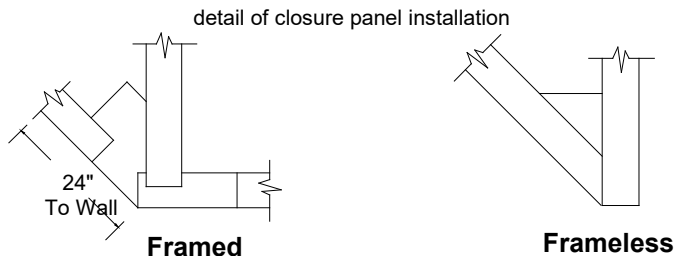 detail of closure panel installation
24"
To Wall
Framed
Frameless